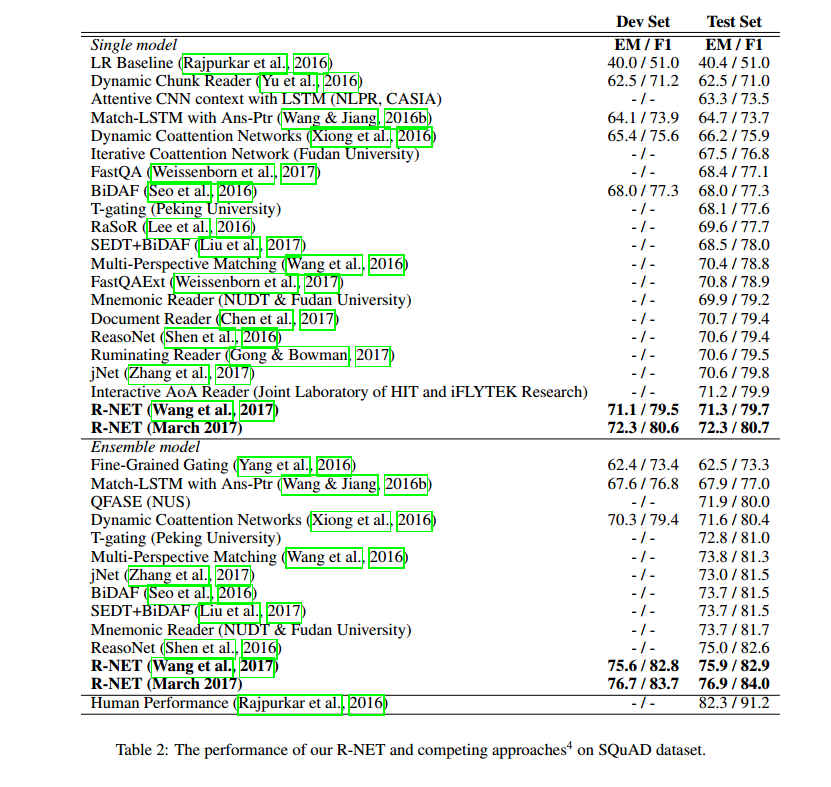 Dev Set Test Set
Single model EM / F1 EM / F1
LR Baseline (Rajpurkar et al., 2016) 40.0 / 51.0 40.4 / 51.0
Dynamic Chunk Reader (Yu et al., 2016) 62.5 / 71.2 62.5 / 71.0
Attentive CNN context with LSTM (NLPR, CASIA) - / - 63.3 / 73.5
Match-LSTM with Ans-Ptr (Wang & Jiang, 2016b) 64.1 / 73.9 64.7 / 73.7
Dynamic Coattention Networks (Xiong et al., 2016) 65.4 / 75.6 66.2 / 75.9
Iterative Coattention Network (Fudan University) - / - 67.5 / 76.8
FastQA (Weissenborn et al., 2017) - / - 68.4 / 77.1
BiDAF (Seo et al., 2016) 68.0 / 77.3 68.0 / 77.3
T-gating (Peking University) - / - 68.1 / 77.6
RaSoR (Lee et al., 2016) - / - 69.6 / 77.7
SEDT+BiDAF (Liu et al., 2017) - / - 68.5 / 78.0
Multi-Perspective Matching (Wang et al., 2016) - / - 70.4 / 78.8
FastQAExt (Weissenborn et al., 2017) - / - 70.8 / 78.9
Mnemonic Reader (NUDT & Fudan University) - / - 69.9 / 79.2
Document Reader (Chen et al., 2017) - / - 70.7 / 79.4
ReasoNet (Shen et al., 2016) - / - 70.6 / 79.4
Ruminating Reader (Gong & Bowman, 2017) - / - 70.6 / 79.5
jNet (Zhang et al., 2017) - / - 70.6 / 79.8
Interactive AoA Reader (Joint Laboratory of HIT and iFLYTEK Research) - / - 71.2 / 79.9
R-NET (Wang et al., 2017) 71.1 / 79.5 71.3 / 79.7
R-NET (March 2017) 72.3 / 80.6 72.3 / 80.7
Ensemble model
Fine-Grained Gating (Yang et al., 2016) 62.4 / 73.4 62.5 / 73.3
Match-LSTM with Ans-Ptr (Wang & Jiang, 2016b) 67.6 / 76.8 67.9 / 77.0
QFASE (NUS) - / - 71.9 / 80.0
Dynamic Coattention Networks (Xiong et al., 2016) 70.3 / 79.4 71.6 / 80.4
T-gating (Peking University) - / - 72.8 / 81.0
Multi-Perspective Matching (Wang et al., 2016) - / - 73.8 / 81.3
jNet (Zhang et al., 2017) - / - 73.0 / 81.5
BiDAF (Seo et al., 2016) - / - 73.7 / 81.5
SEDT+BiDAF (Liu et al., 2017) - / - 73.7 / 81.5
Mnemonic Reader (NUDT & Fudan University) - / - 73.7 / 81.7
ReasoNet (Shen et al., 2016) - / - 75.0 / 82.6
R-NET (Wang et al., 2017) 75.6 / 82.8 75.9 / 82.9
R-NET (March 2017) 76.7 / 83.7 76.9 / 84.0
Human Performance (Rajpurkar et al., 2016) - / - 82.3 / 91.2
Table 2: The performance of our R-NET and competing approaches⁴ on SQuAD dataset.